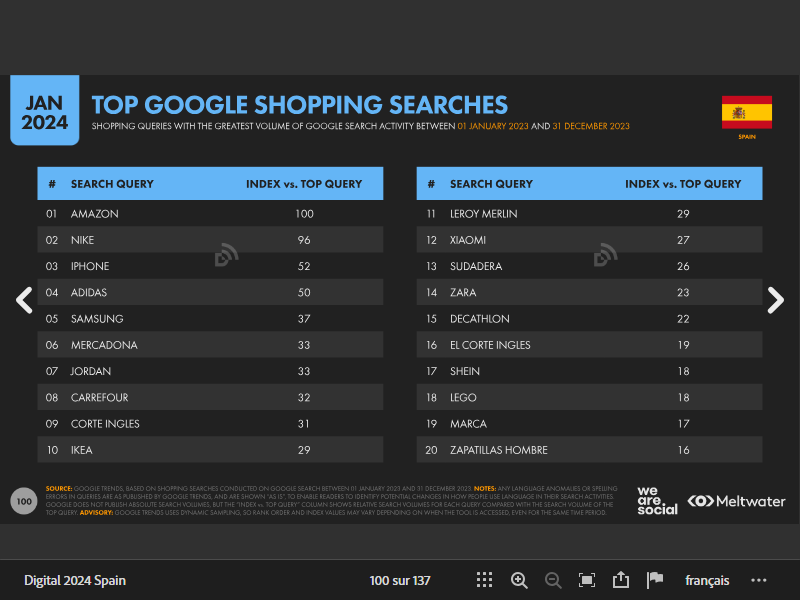 JAN
2024
TOP GOOGLE SHOPPING SEARCHES
SHOPPING QUERIES WITH THE GREATEST VOLUME OF GOOGLE SEARCH ACTIVITY BETWEEN 01 JANUARY 2023 AND 31 DECEMBER 2023
SPAIN
# SEARCH QUERY INDEX vs. TOP QUERY
01 AMAZON 100
02 NIKE 96
03 IPHONE 52
04 ADIDAS 50
05 SAMSUNG 37
06 MERCADONA 33
07 JORDAN 33
08 CARREFOUR 32
09 CORTE INGLES 31
10 IKEA 29
# SEARCH QUERY INDEX vs. TOP QUERY
11 LEROY MERLIN 29
12 XIAOMI 27
13 SUDADERA 26
14 ZARA 23
15 DECATHLON 22
16 EL CORTE INGLES 19
17 SHEIN 18
18 LEGO 18
19 MARCA 17
20 ZAPATILLAS HOMBRE 16
100
SOURCE: GOOGLE TRENDS, BASED ON SHOPPING SEARCHES CONDUCTED ON GOOGLE SEARCH BETWEEN 01 JANUARY 2023 AND 31 DECEMBER 2023. NOTES: ANY LANGUAGE ANOMALIES OR SPELLING
ERRORS IN QUERIES ARE AS PUBLISHED BY GOOGLE TRENDS, AND ARE SHOWN "AS IS", TO ENABLE READERS TO IDENTIFY POTENTIAL CHANGES IN HOW PEOPLE USE LANGUAGE IN THEIR SEARCH ACTIVITIES.
GOOGLE DOES NOT PUBLISH ABSOLUTE SEARCH VOLUMES, BUT THE "INDEX vs. TOP QUERY" COLUMN SHOWS RELATIVE SEARCH VOLUMES FOR EACH QUERY COMPARED WITH THE SEARCH VOLUME OF THE
TOP QUERY. ADVISORY: GOOGLE TRENDS USES DYNAMIC SAMPLING, SO RANK ORDER AND INDEX VALUES MAY VARY DEPENDING ON WHEN THE TOOL IS ACCESSED, EVEN FOR THE SAME TIME PERIOD.
we
are.
social
Meltwater
Digital 2024 Spain
100 sur 137
français